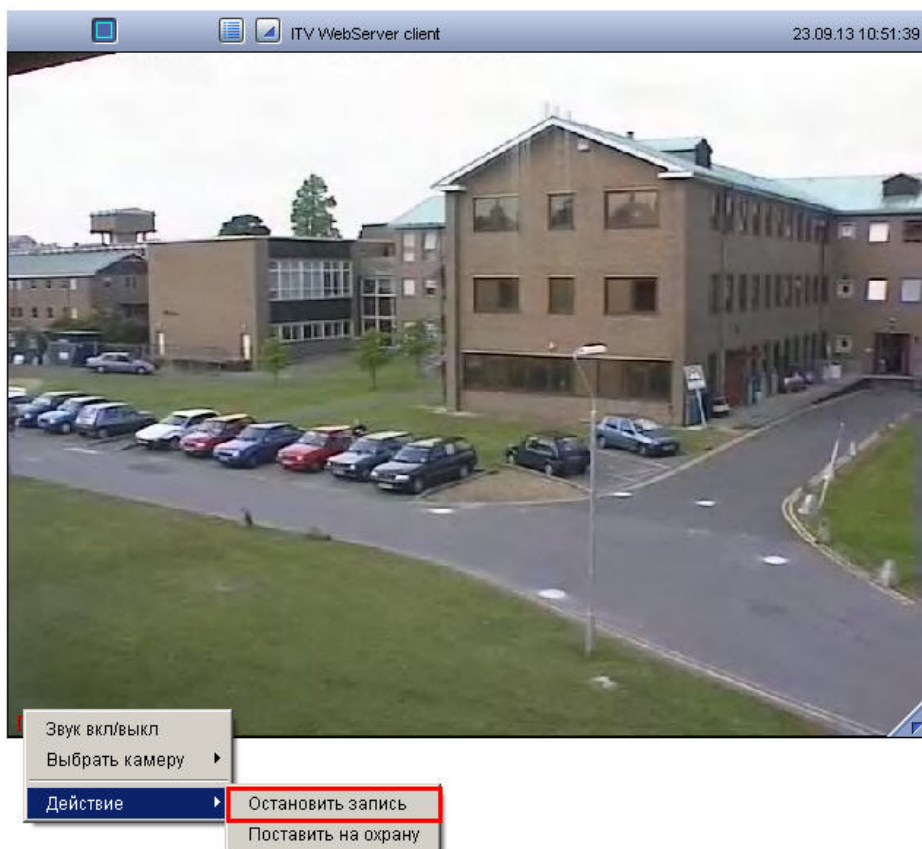 ITV WebServer client
23.09.13 10:51:39
Звук вкл/выкл
Выбрать камеру
Действие
Остановить запись
Поставить на охрану